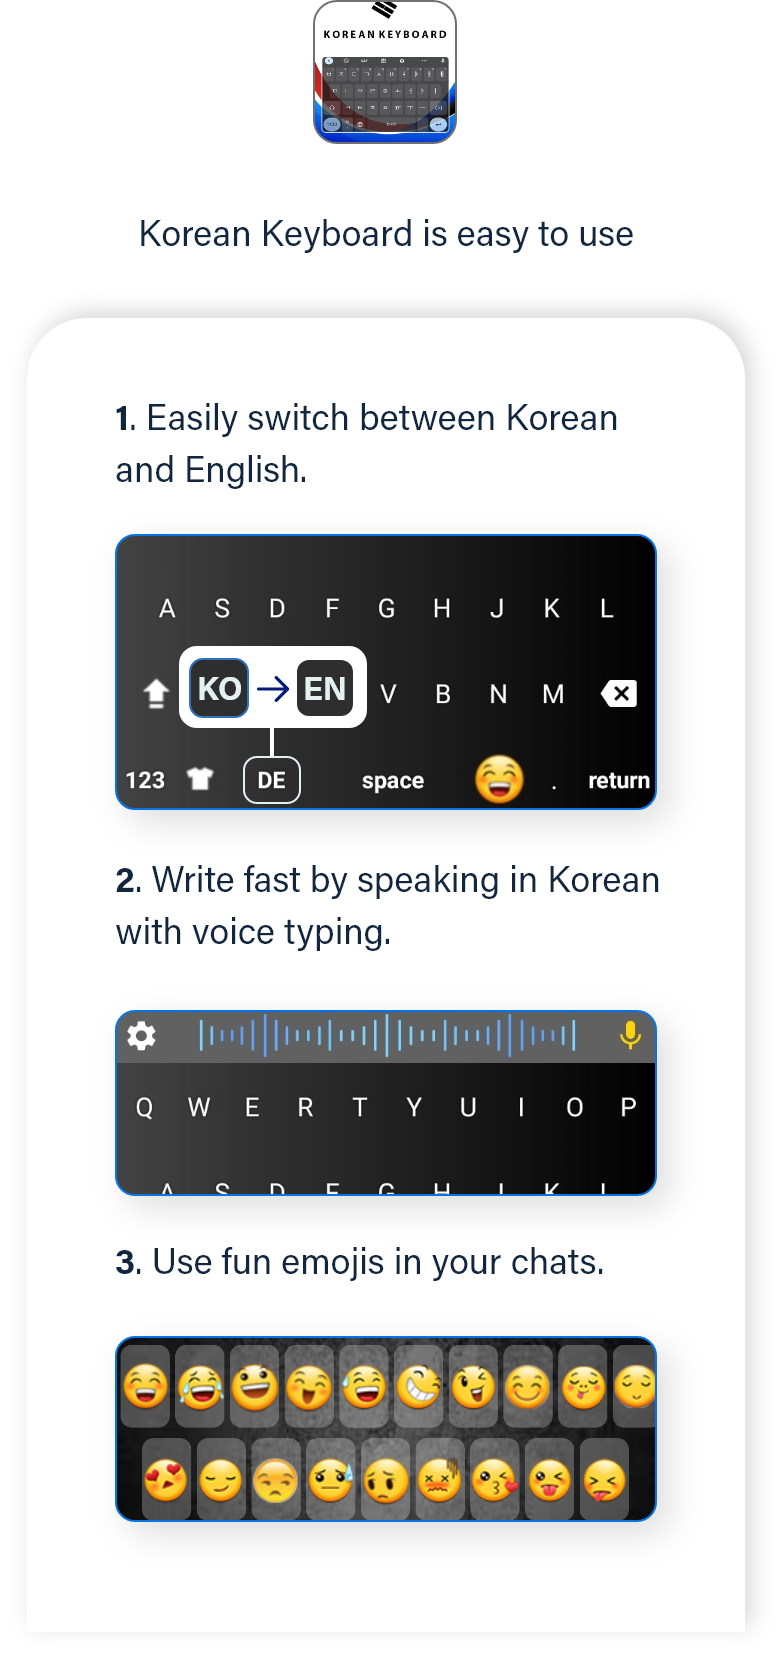 KOREAN KEYBOARD
Korean Keyboard is easy to use
1. Easily switch between Korean
and English.
A S D F G H J K L
KO → EN V B N M
123 DE space . return
2. Write fast by speaking in Korean
with voice typing.
Q W E R T Y U I O P
A S D F G H J K L
3. Use fun emojis in your chats.